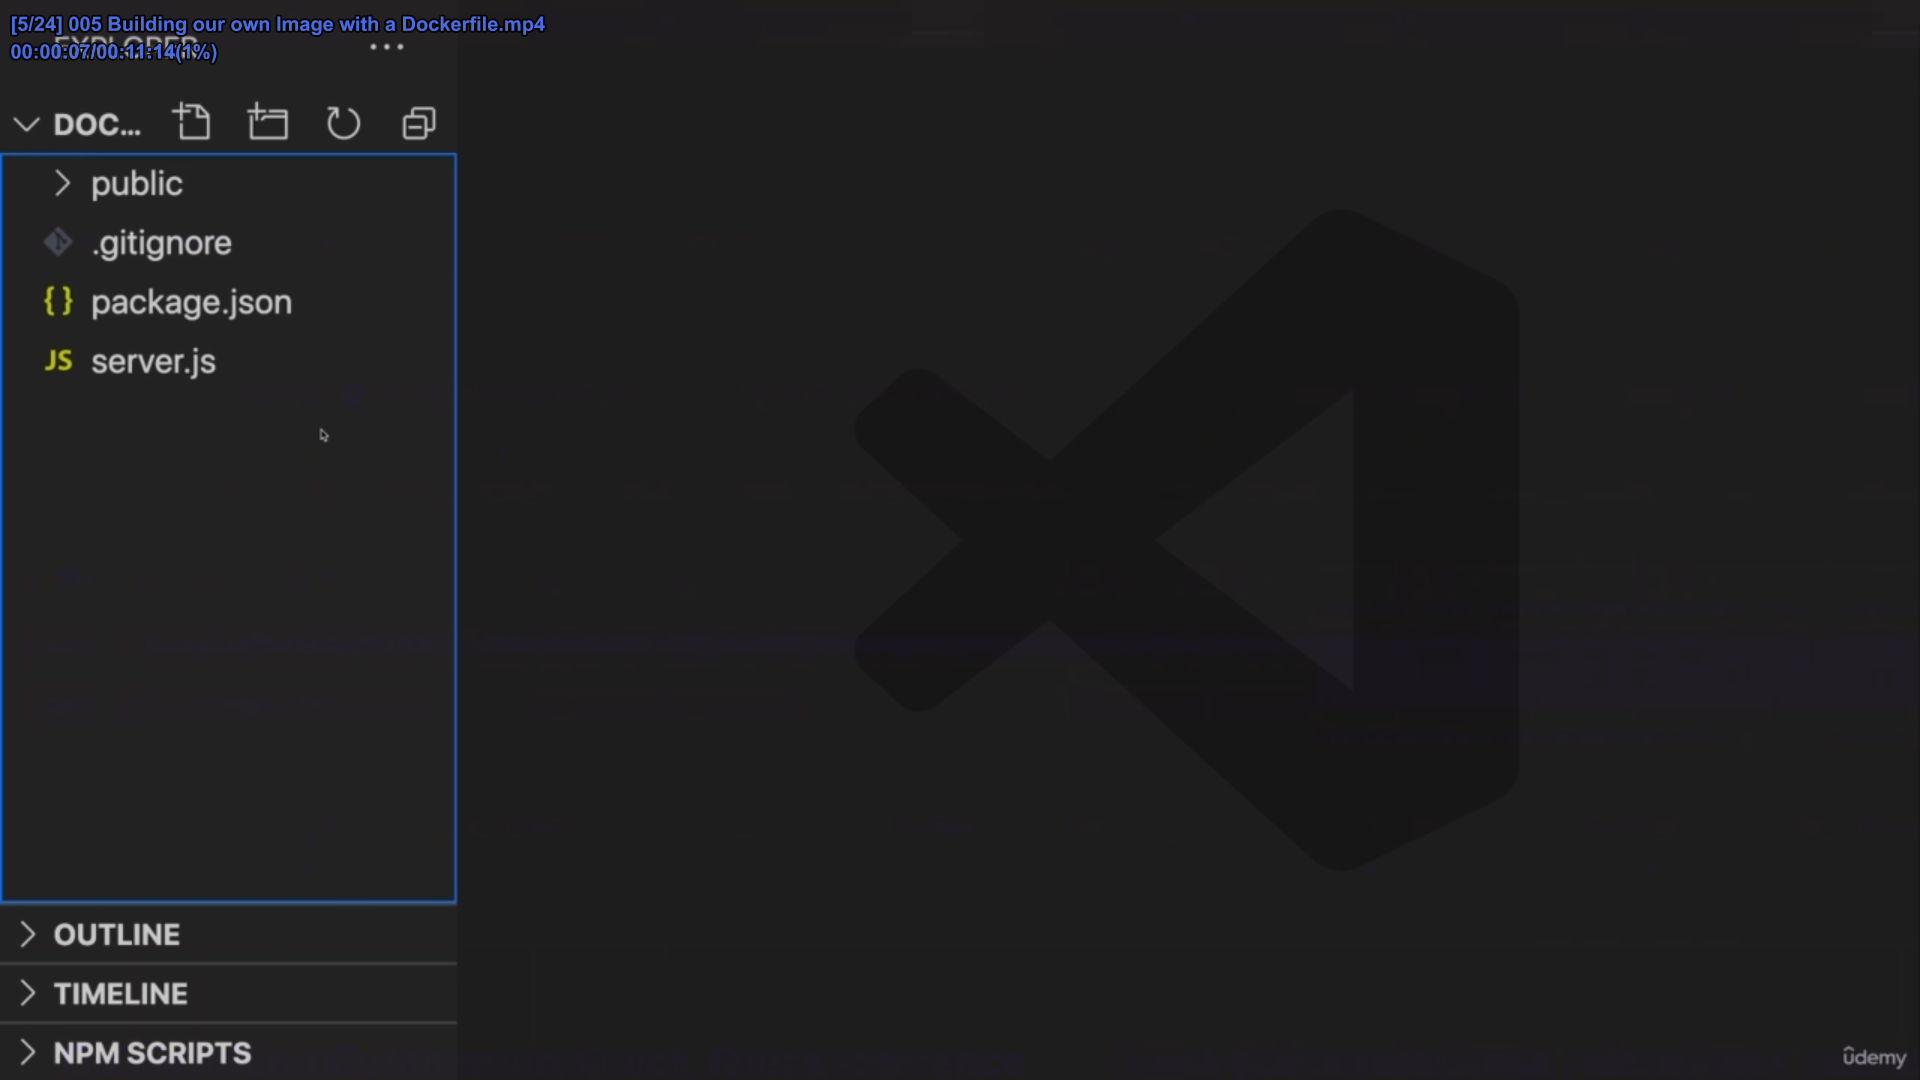 [5/24] 005 Building our own Image with a Dockerfile.mp4
00:00:07/00:11:14(1%)
EXPLORER
DOC...
public
.gitignore
{} package.json
JS server.js
OUTLINE
TIMELINE
NPM SCRIPTS
ûdemy